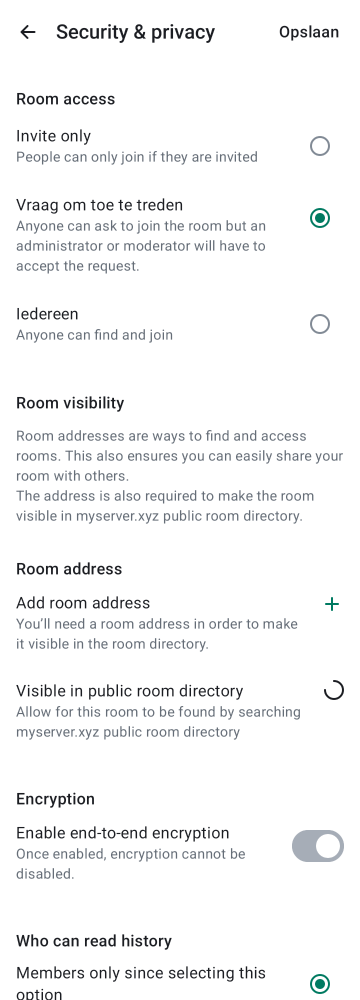 Security & privacy
Opslaan
Room access
Invite only
People can only join if they are invited
Vraag om toe te treden
Anyone can ask to join the room but an
administrator or moderator will have to
accept the request.
Iedereen
Anyone can find and join
Room visibility
Room addresses are ways to find and access
rooms. This also ensures you can easily share your
room with others.
The address is also required to make the room
visible in myserver.xyz public room directory.
Room address
Add room address
You’ll need a room address in order to make
it visible in the room directory.
Visible in public room directory
Allow for this room to be found by searching
myserver.xyz public room directory
Encryption
Enable end-to-end encryption
Once enabled, encryption cannot be
disabled.
Who can read history
Members only since selecting this
option